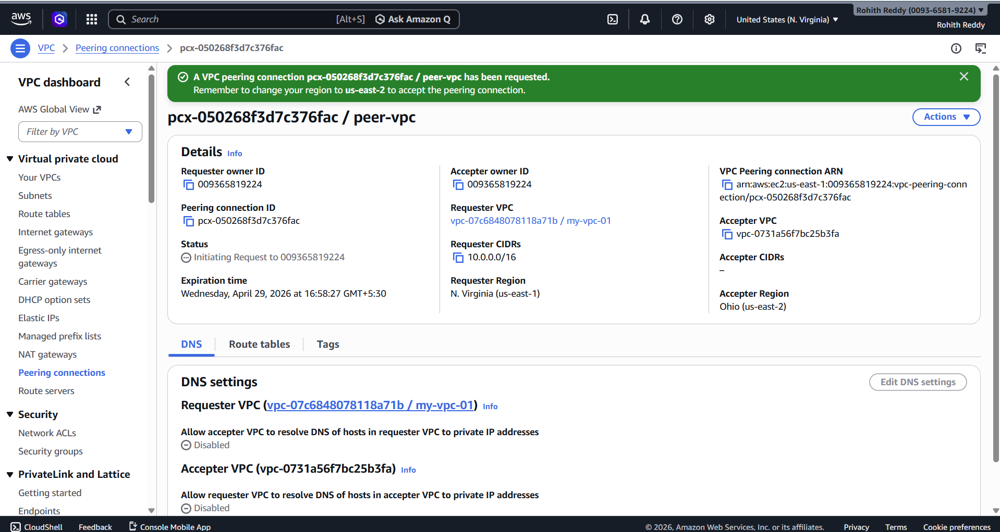 aws
Search
[Alt+S]
Ask Amazon Q
United States (N. Virginia)
Rohith Reddy (0093-6581-9224)
Rohith Reddy
VPC
Peering connections
pcx-050268f3d7c376fac
VPC dashboard
AWS Global View
Filter by VPC
Virtual private cloud
Your VPCs
Subnets
Route tables
Internet gateways
Egress-only internet
gateways
Carrier gateways
DHCP option sets
Elastic IPs
Managed prefix lists
NAT gateways
Peering connections
Route servers
Security
Network ACLs
Security groups
PrivateLink and Lattice
Getting started
Endpoints
A VPC peering connection pcx-050268f3d7c376fac / peer-vpc has been requested.
Remember to change your region to us-east-2 to accept the peering connection.
pcx-050268f3d7c376fac / peer-vpc
Actions
Details Info
Requester owner ID
009365819224
Peering connection ID
pcx-050268f3d7c376fac
Status
Initiating Request to 009365819224
Expiration time
Wednesday, April 29, 2026 at 16:58:27 GMT+5:30
Accepter owner ID
009365819224
Requester VPC
vpc-07c6848078118a71b / my-vpc-01
Requester CIDRs
10.0.0.0/16
Requester Region
N. Virginia (us-east-1)
VPC Peering connection ARN
arn:aws:ec2:us-east-1:009365819224:vpc-peering-conn
ection/pcx-050268f3d7c376fac
Accepter VPC
vpc-0731a56f7bc25b3fa
Accepter CIDRs
–
Accepter Region
Ohio (us-east-2)
DNS
Route tables
Tags
DNS settings
Edit DNS settings
Requester VPC (vpc-07c6848078118a71b / my-vpc-01) Info
Allow accepter VPC to resolve DNS of hosts in requester VPC to private IP addresses
Disabled
Accepter VPC (vpc-0731a56f7bc25b3fa) Info
Allow requester VPC to resolve DNS of hosts in accepter VPC to private IP addresses
Disabled
CloudShell
Feedback
Console Mobile App
© 2026, Amazon Web Services, Inc. or its affiliates.
Privacy
Terms
Cookie preferences